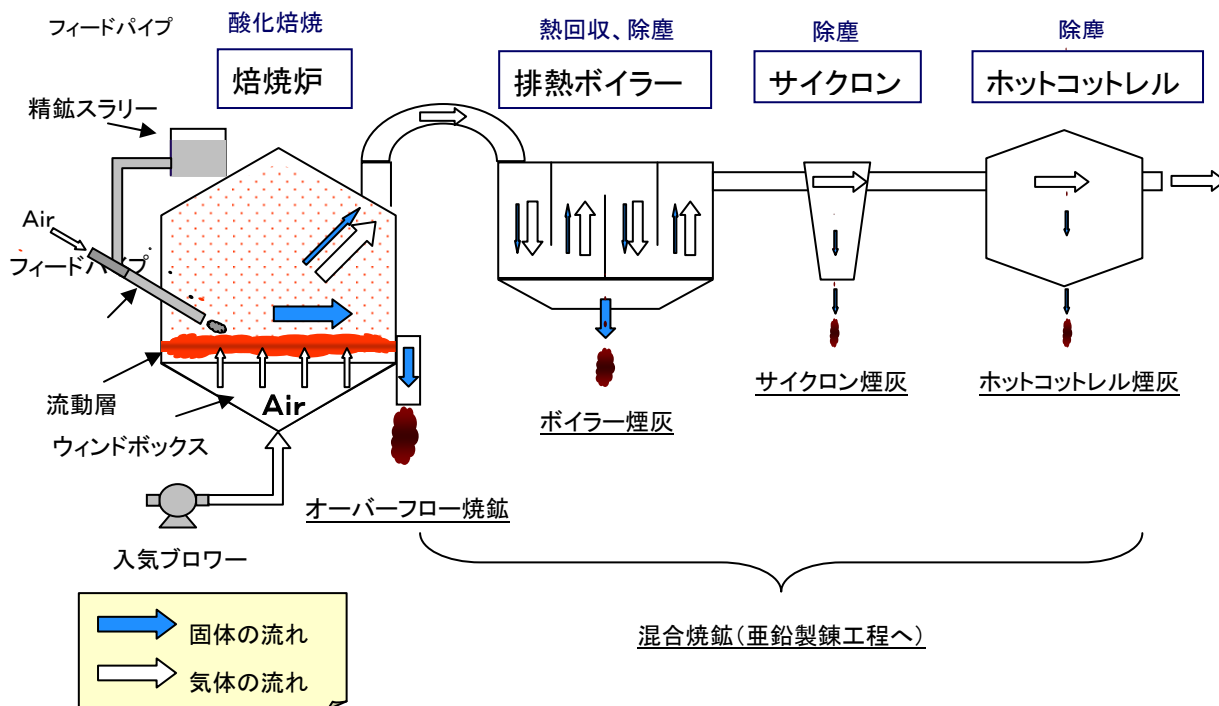 フィードパイプ
酸化焙焼
熱回収、除塵
除塵
除塵
焙焼炉
排熱ボイラー
サイクロン
ホットコットレル
精鉱スラリー
Air
フィードパイプ
流動層
Air
ウィンドボックス
入気ブロワー
オーバーフロー焼鉱
ボイラー煙灰
サイクロン煙灰
ホットコットレル煙灰
混合焼鉱(亜鉛製錬工程へ)
固体の流れ
気体の流れ